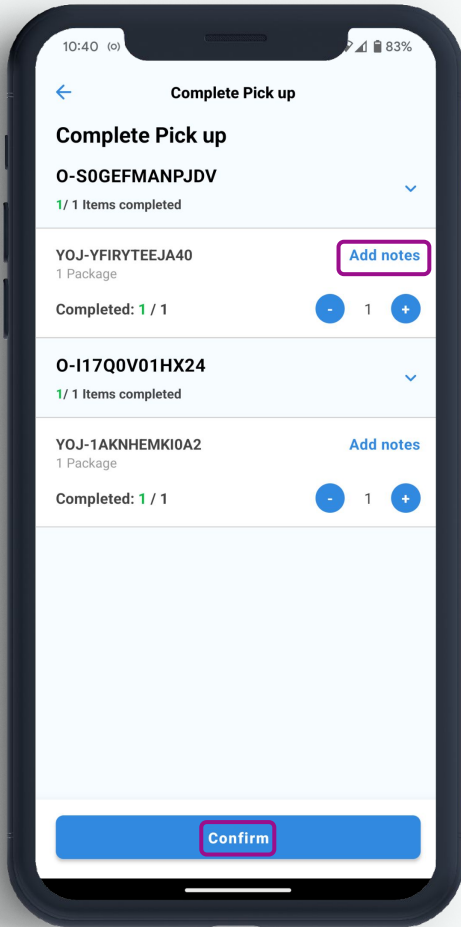 10:40 (o) 83%
Complete Pick up
Complete Pick up
O-S0GEFMANPJDV
1/ 1 Items completed
YOJ-YFIRYTEEJA40 Add notes
1 Package
Completed: 1 / 1 - 1 +
O-I17Q0V01HX24
1/ 1 Items completed
YOJ-1AKNHEMKI0A2 Add notes
1 Package
Completed: 1 / 1 - 1 +
Confirm